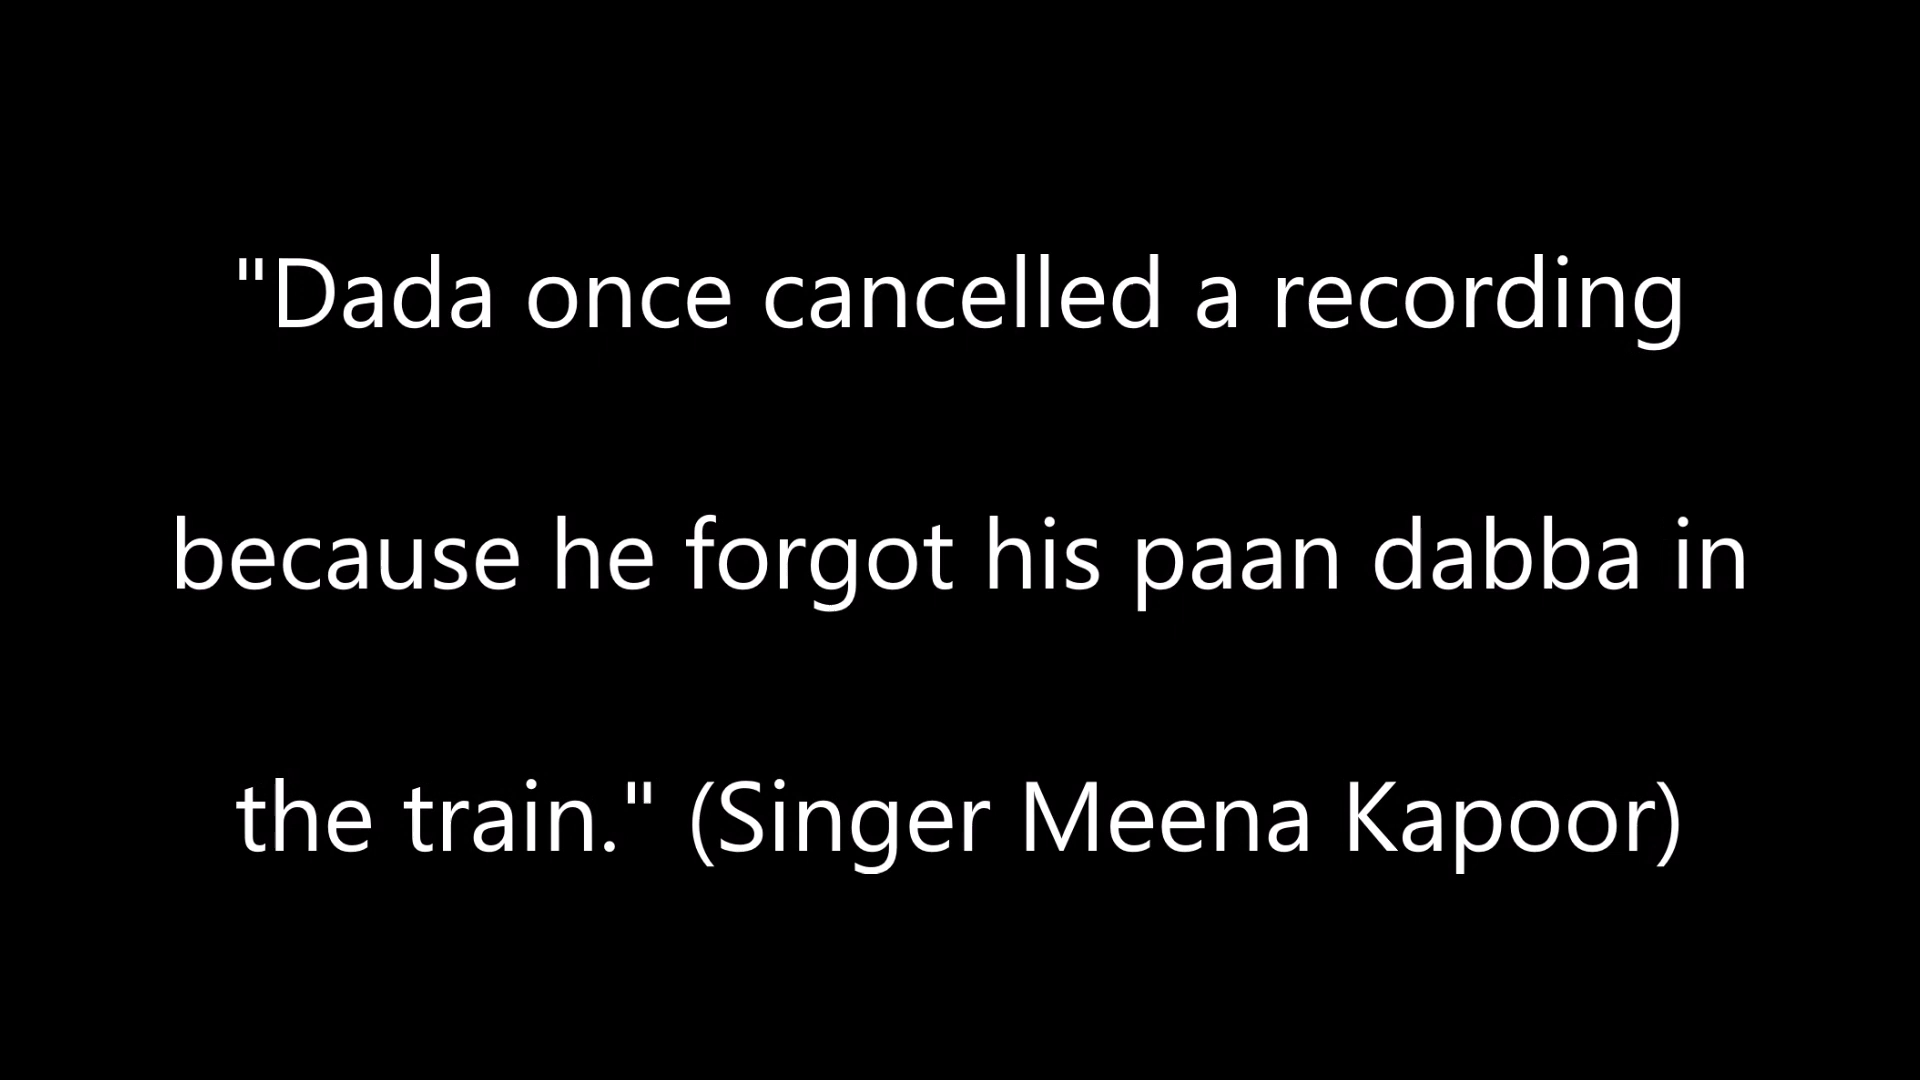 "Dada once cancelled a recording
because he forgot his paan dabba in
the train." (Singer Meena Kapoor)